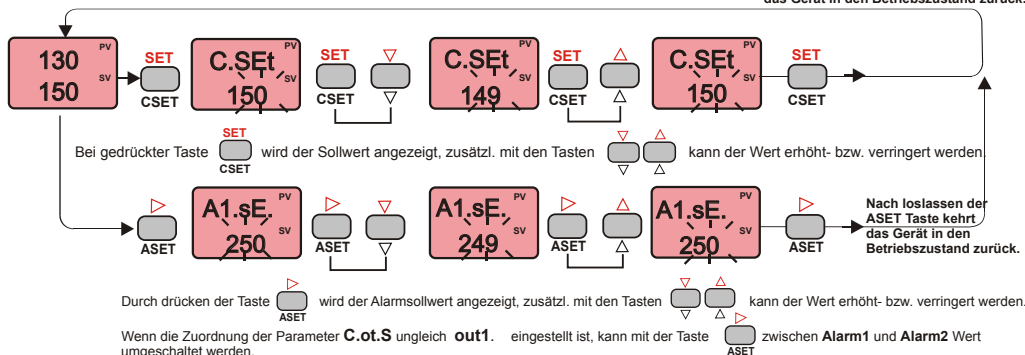 das Gerät in den Betriebszustand zurück.
130 PV
150 SV
SET
CSET
C.SEt PV
150 SV
SET
CSET
C.SEt PV
149 SV
SET
CSET
C.SEt PV
150 SV
SET
CSET
Bei gedrückter Taste SET CSET wird der Sollwert angezeigt, zusätzl. mit den Tasten ▽ ▽ △ △ kann der Wert erhöht- bzw. verringert werden.
ASET
A1.sE. PV
250 SV
ASET
A1.sE. PV
249 SV
ASET
A1.sE. PV
250 SV
ASET
Nach loslassen der
ASET Taste kehrt
das Gerät in den
Betriebszustand zurück.
Durch drücken der Taste ▷ ASET wird der Alarmsollwert angezeigt, zusätzl. mit den Tasten ▽ ▽ △ △ kann der Wert erhöht- bzw. verringert werden.
Wenn die Zuordnung der Parameter C.ot.S ungleich out1. eingestellt ist, kann mit der Taste ▷ ASET zwischen Alarm1 und Alarm2 Wert
umgeschaltet werden.